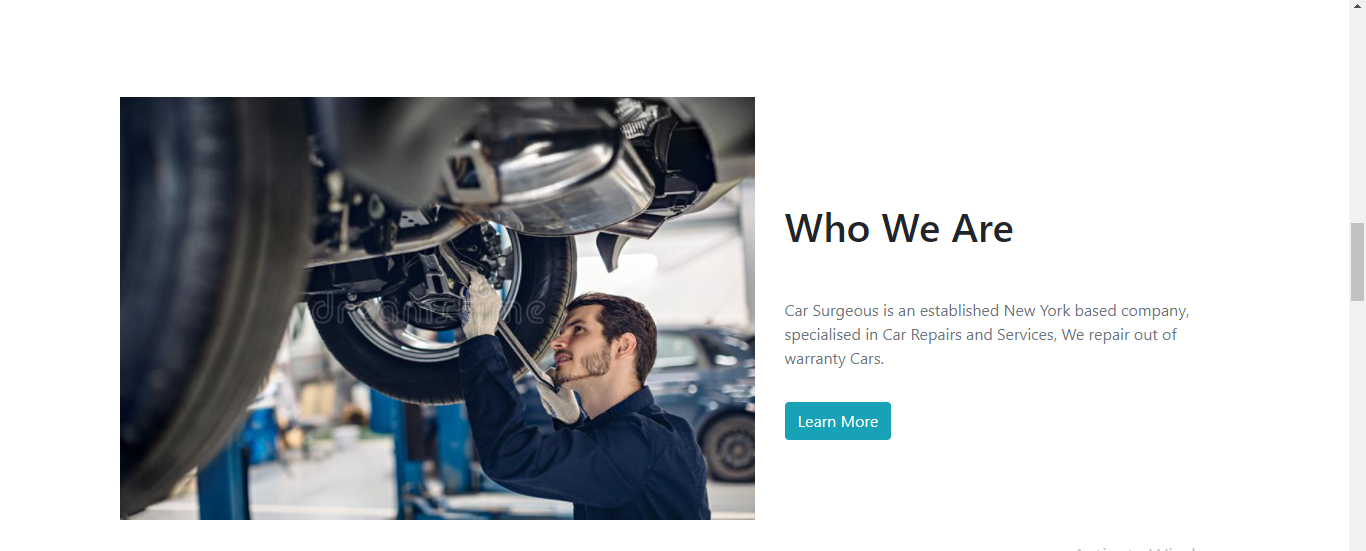 dreamstime
Who We Are
Car Surgeous is an established New York based company,
specialised in Car Repairs and Services, We repair out of
warranty Cars.
Learn More